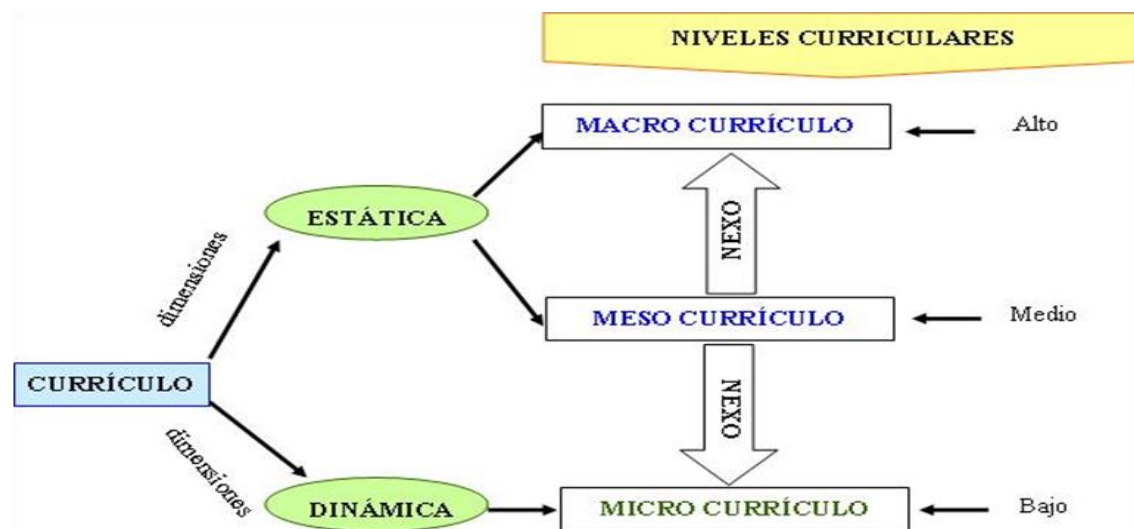 NIVELES CURRICULARES
MACRO CURRÍCULO
Alto
ESTÁTICA
NEXO
dimensiones
MESO CURRÍCULO
Medio
CURRÍCULO
NEXO
dimensiones
DINÁMICA
MICRO CURRÍCULO
Bajo